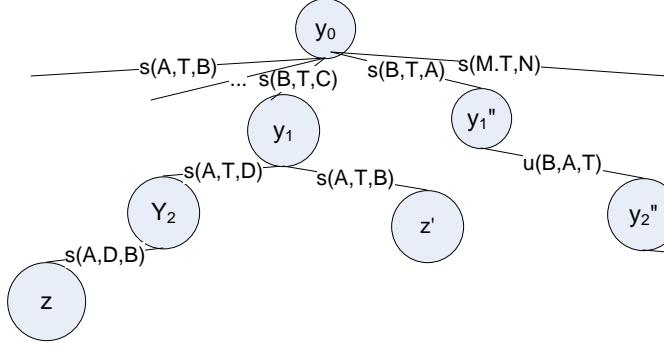 y0
s(A,T,B)
...
s(B,T,C)
s(B,T,A)
s(M.T,N)
y1
y1"
s(A,T,D)
s(A,T,B)
u(B,A,T)
Y2
z'
y2"
s(A,D,B)
z